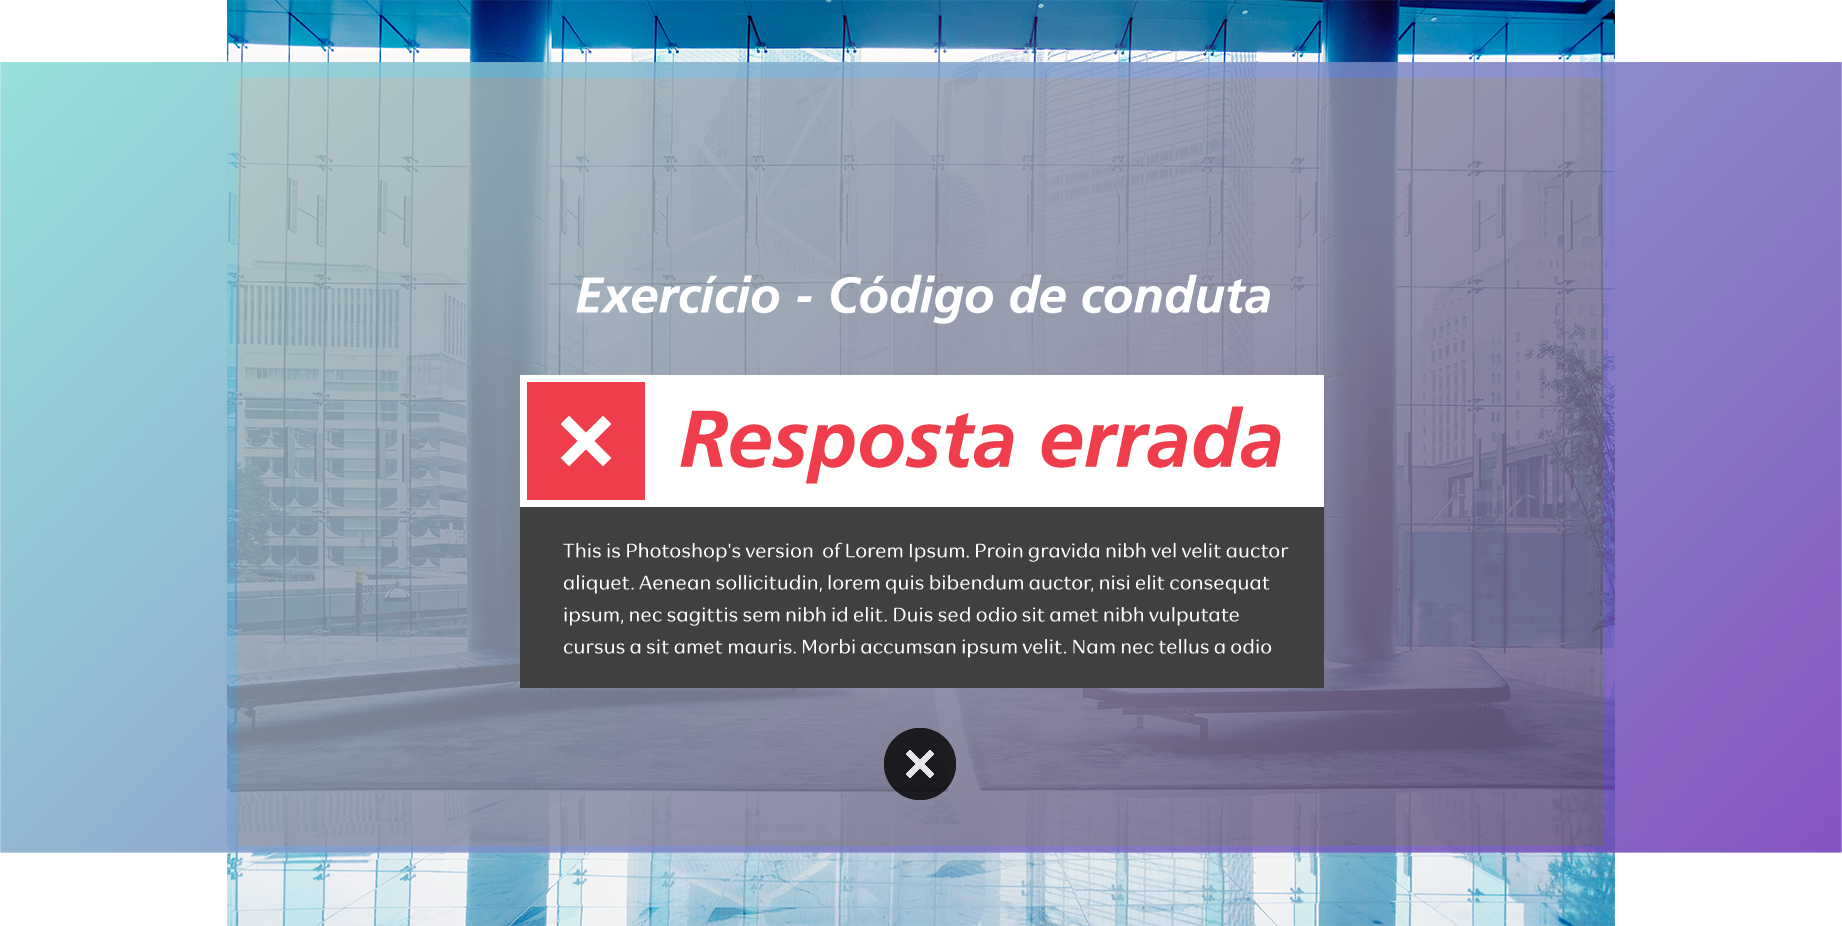 Exercício - Código de conduta
Resposta errada
This is Photoshop's version  of Lorem Ipsum. Proin gravida nibh vel velit auctor
aliquet. Aenean sollicitudin, lorem quis bibendum auctor, nisi elit consequat
ipsum, nec sagittis sem nibh id elit. Duis sed odio sit amet nibh vulputate
cursus a sit amet mauris. Morbi accumsan ipsum velit. Nam nec tellus a odio